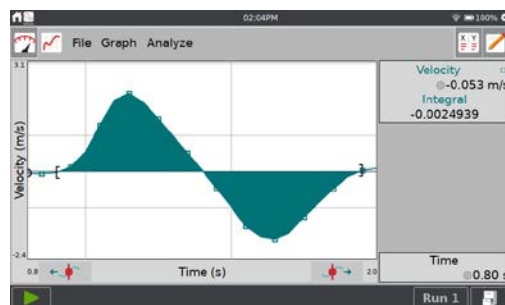 02:04PM
100%
File Graph Analyze
X Y
3.1
Velocity (m/s)
-2.4
0.8
Time (s)
2.0
Velocity
-0.053 m/s
Integral
-0.0024939
Time
0.80 s
Run 1